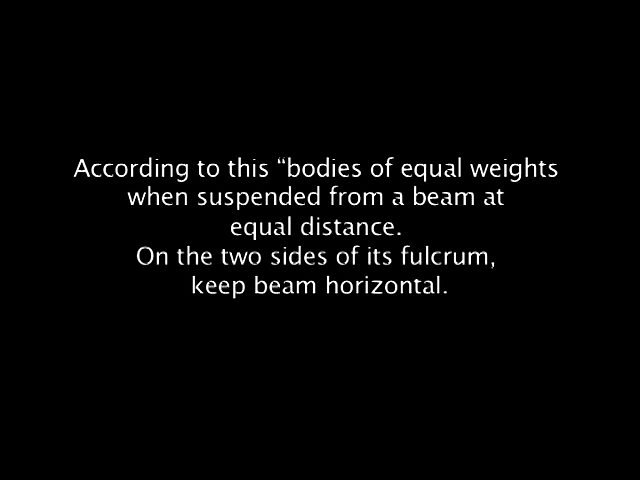 According to this “bodies of equal weights
when suspended from a beam at
equal distance.
On the two sides of its fulcrum,
keep beam horizontal.